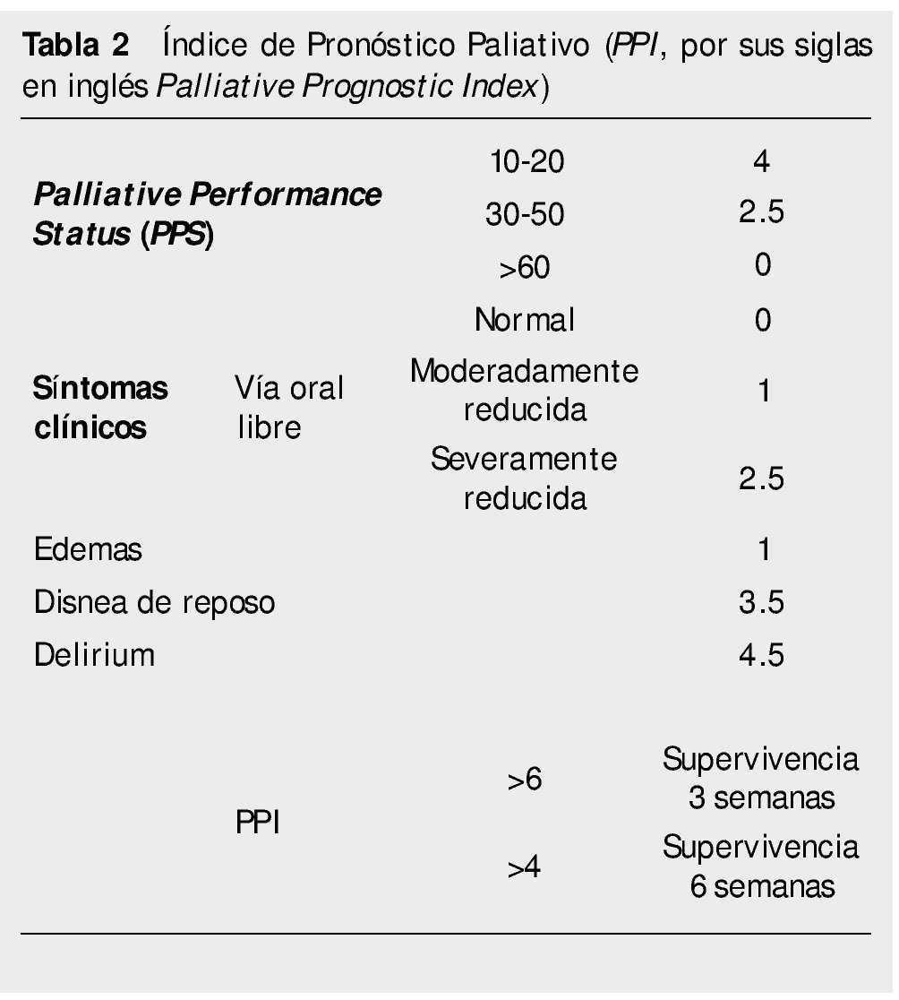 Tabla 2 Índice de Pronóstico Paliativo (PPI, por sus siglas
en inglés Palliative Prognostic Index)
Palliative Performance
Status (PPS)
10-20 4
30-50 2.5
>60 0
Síntomas
clínicos
Vía oral
libre
Normal 0
Moderadamente
reducida
1
Severamente
reducida
2.5
Edemas 1
Disnea de reposo 3.5
Delirium 4.5
PPI
>6
Supervivencia
3 semanas
>4
Supervivencia
6 semanas